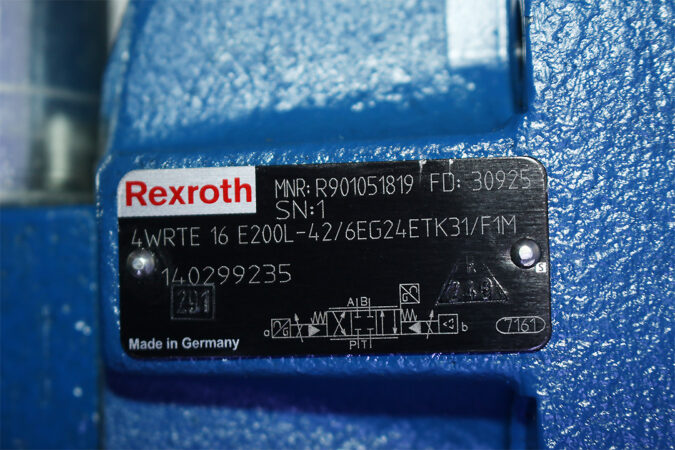 Rexroth MNR: R901051819 FD: 30925
SN:1
4WRTE 16 E200L-42/6EG24ETK31/F1M
140299235
291
A B
a b
P T
7161
Made in Germany
S